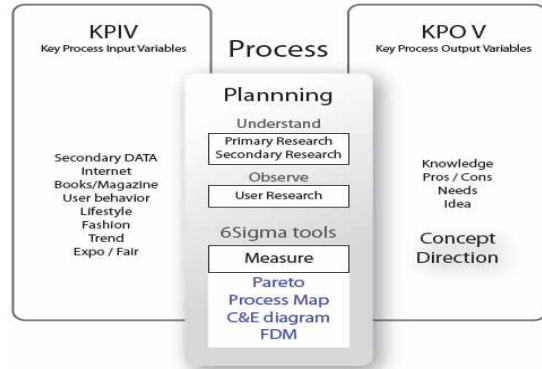 KPIV
Key Process Input Variables
Secondary DATA
Internet
Books/Magazine
User behavior
Lifestyle
Fashion
Trend
Expo / Fair
Process
Plannning
Understand
Primary Research
Secondary Research
Observe
User Research
6Sigma tools
Measure
Pareto
Process Map
C&E diagram
FDM
KPO V
Key Process Output Variables
Knowledge
Pros / Cons
Needs
Idea
Concept
Direction